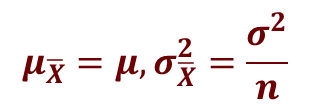 μ_X̅ = μ, σ²_X̅ = σ²/n